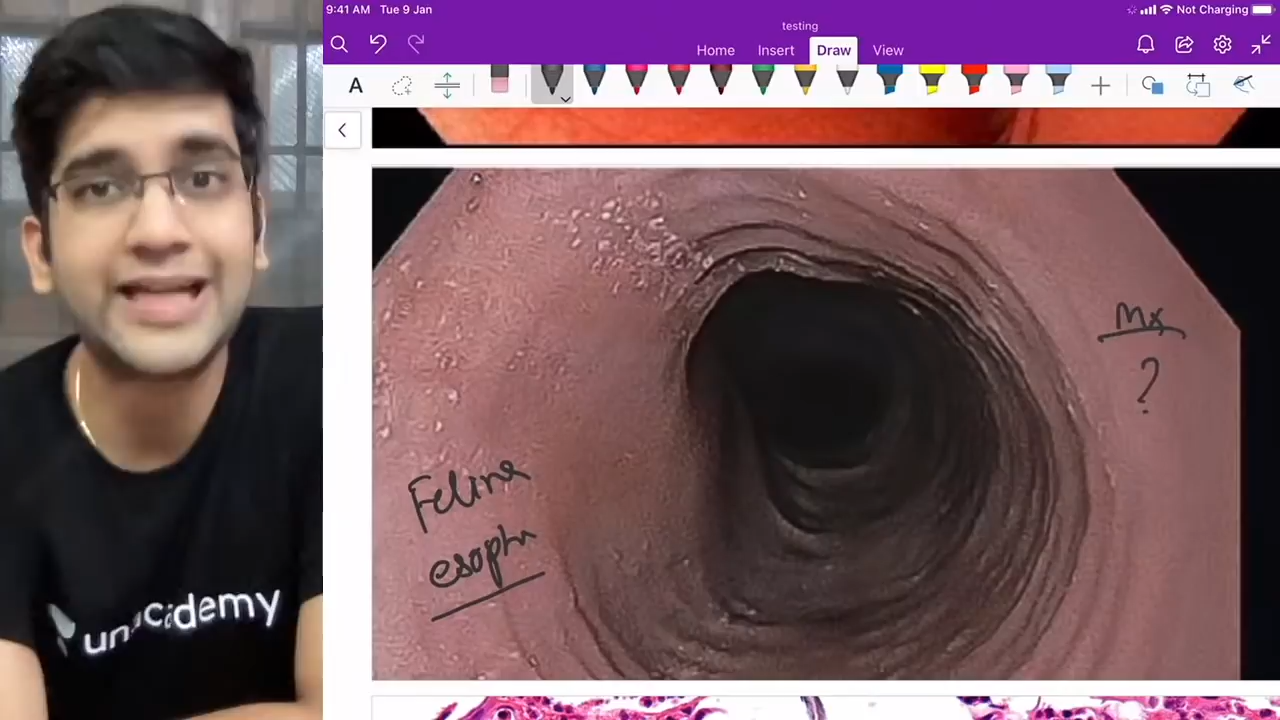 9:41 AM Tue 9 Jan
Not Charging
testing
Home Insert Draw View
A
Mx
?
Feline
esoph
unacademy